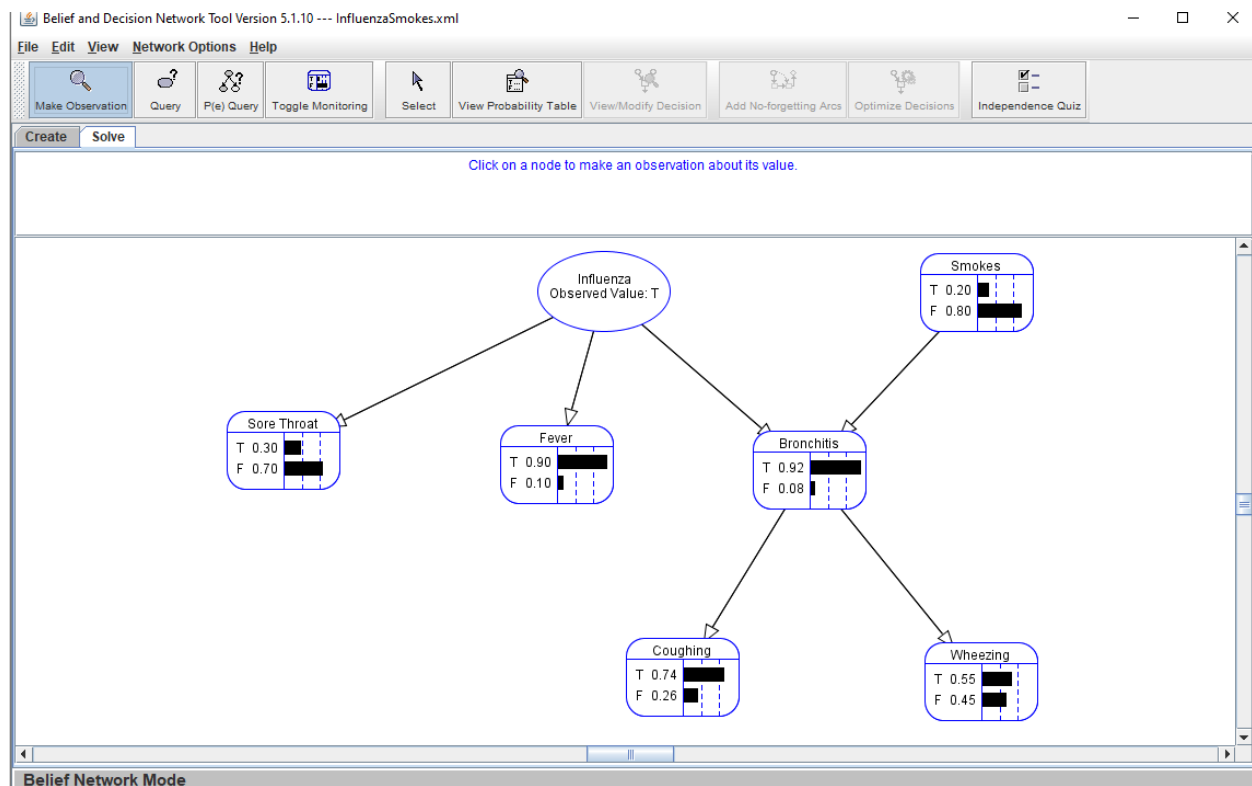 Belief and Decision Network Tool Version 5.1.10 --- InfluenzaSmokes.xml
File Edit View Network Options Help
Make Observation Query P(e) Query Toggle Monitoring Select View Probability Table View/Modify Decision Add No-forgetting Arcs Optimize Decisions Independence Quiz
Create Solve
Click on a node to make an observation about its value.
Influenza
Observed Value: T
Smokes
T 0.20
F 0.80
Sore Throat
T 0.30
F 0.70
Fever
T 0.90
F 0.10
Bronchitis
T 0.92
F 0.08
Coughing
T 0.74
F 0.26
Wheezing
T 0.55
F 0.45
Belief Network Mode